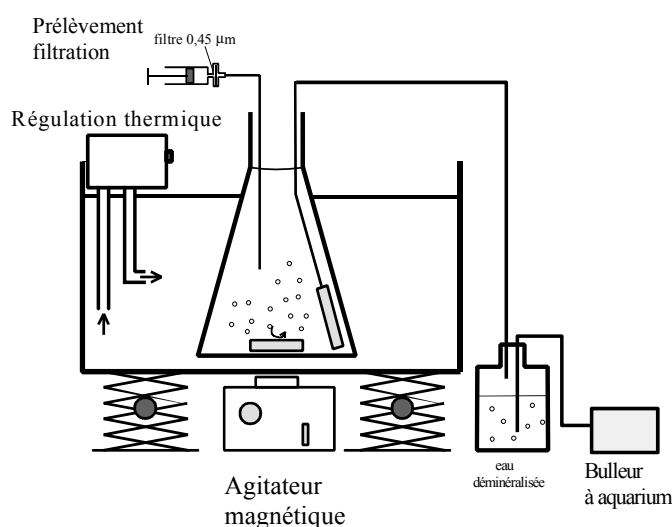 Prélèvement
filtration
filtre 0,45 µm
Régulation thermique
Agitateur
magnétique
eau
déminéralisée
Bulleur
à aquarium